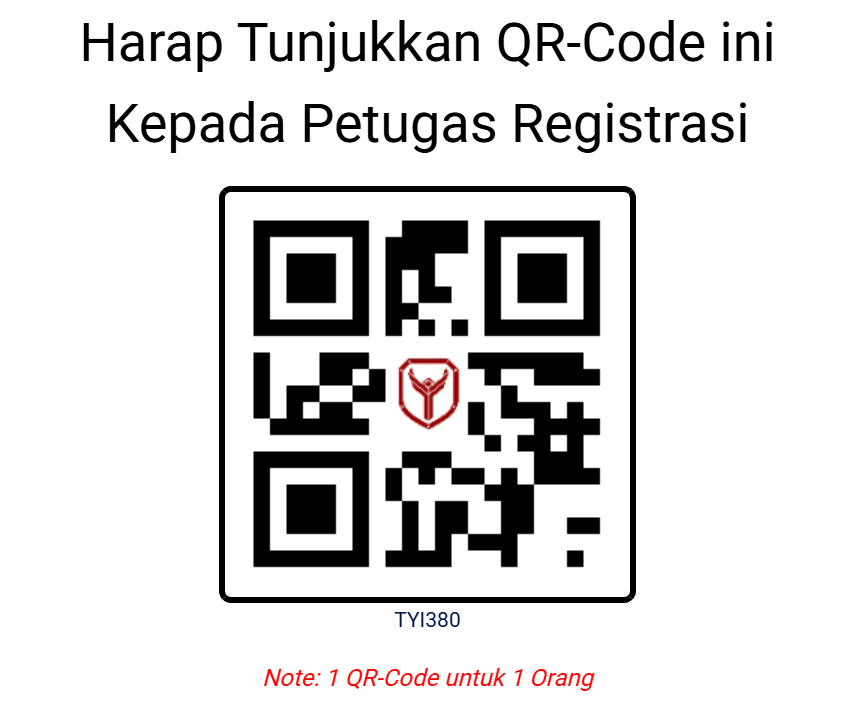 Harap Tunjukkan QR-Code ini
Kepada Petugas Registrasi
TYI380
Note: 1 QR-Code untuk 1 Orang